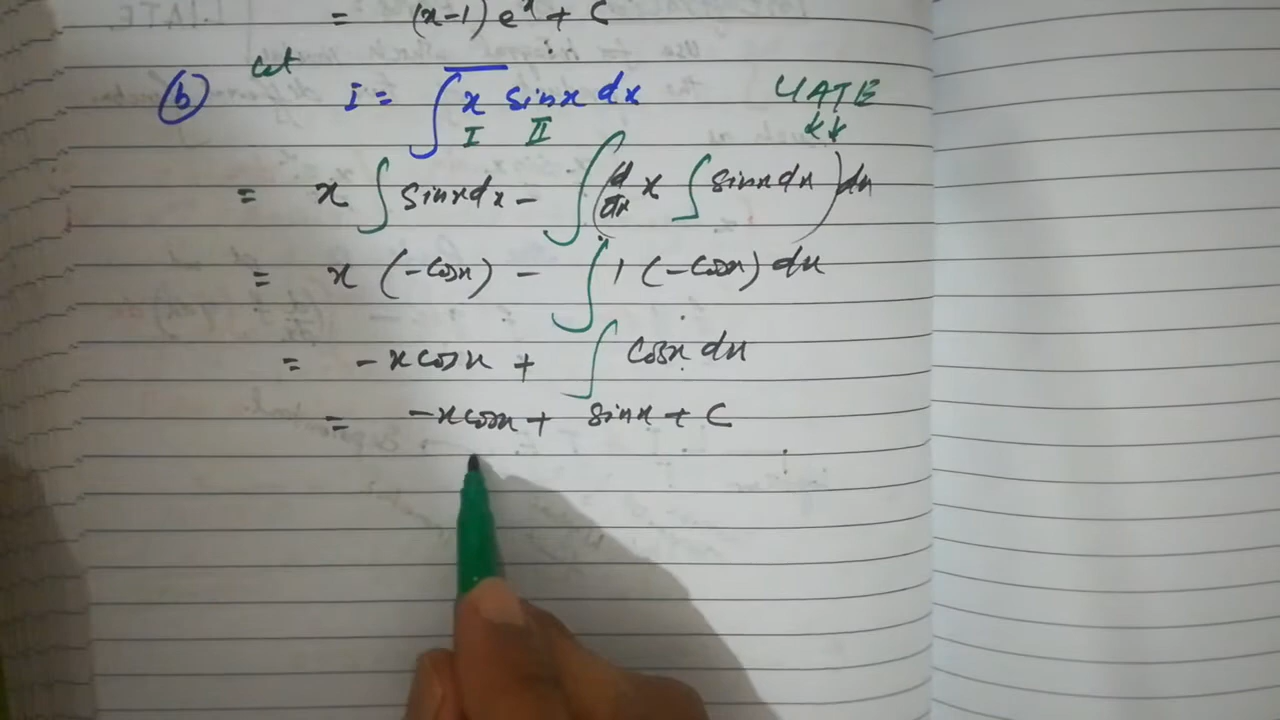 = (x-1) e^x + C
Let
(b) I = ∫ x sinx dx LIATE
I II
= x ∫ sinx dx - ∫ (d/dx x ∫ sinx dx) dx
= x (-cosx) - ∫ 1 (-cosx) dx
= -x cosx + ∫ cosx dx
= -x cosx + sinx + C